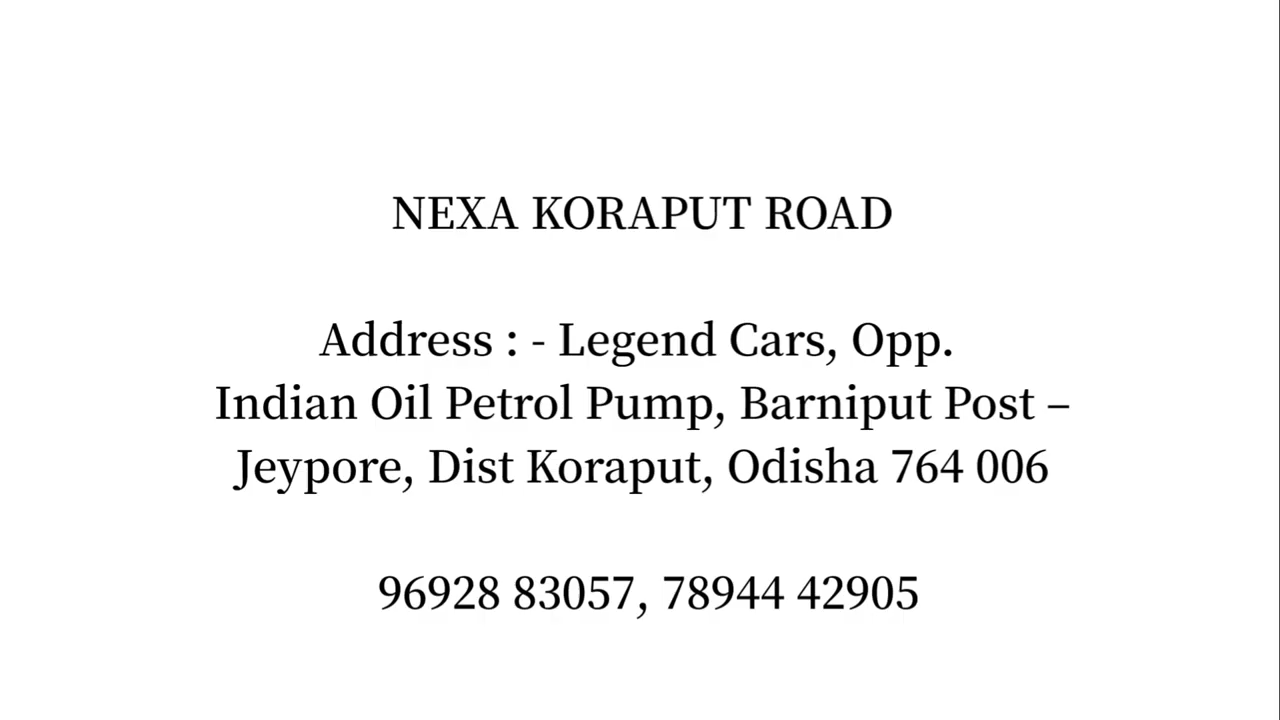 NEXA KORAPUT ROAD
Address : - Legend Cars, Opp.
Indian Oil Petrol Pump, Barniput Post –
Jeypore, Dist Koraput, Odisha 764 006
96928 83057, 78944 42905